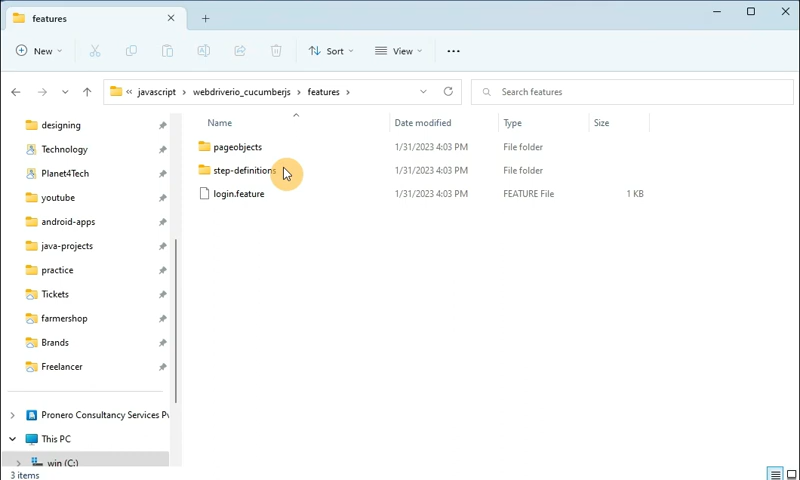 features
New
Sort
View
« javascript › webdriverio_cucumberjs › features ›
Search features
designing
Technology
Planet4Tech
youtube
android-apps
java-projects
practice
Tickets
farmershop
Brands
Freelancer
Pronero Consultancy Services Pv
This PC
win (C:)
Name Date modified Type Size
pageobjects 1/31/2023 4:03 PM File folder
step-definitions 1/31/2023 4:03 PM File folder
login.feature 1/31/2023 4:03 PM FEATURE File 1 KB
3 items